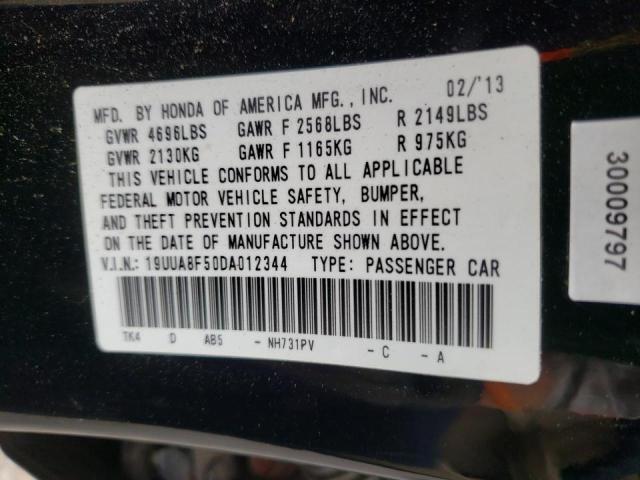 02/'13
MFD. BY HONDA OF AMERICA MFG., INC.
GVWR 4696LBS GAWR F 2568LBS R 2149LBS
GVWR 2130KG GAWR F 1165KG R 975KG
THIS VEHICLE CONFORMS TO ALL APPLICABLE
FEDERAL MOTOR VEHICLE SAFETY, BUMPER,
AND THEFT PREVENTION STANDARDS IN EFFECT
ON THE DATE OF MANUFACTURE SHOWN ABOVE.
V.I.N.: 19UUA8F50DA012344 TYPE: PASSENGER CAR
TK4 D AB5 - NH731PV - C - A
30009797